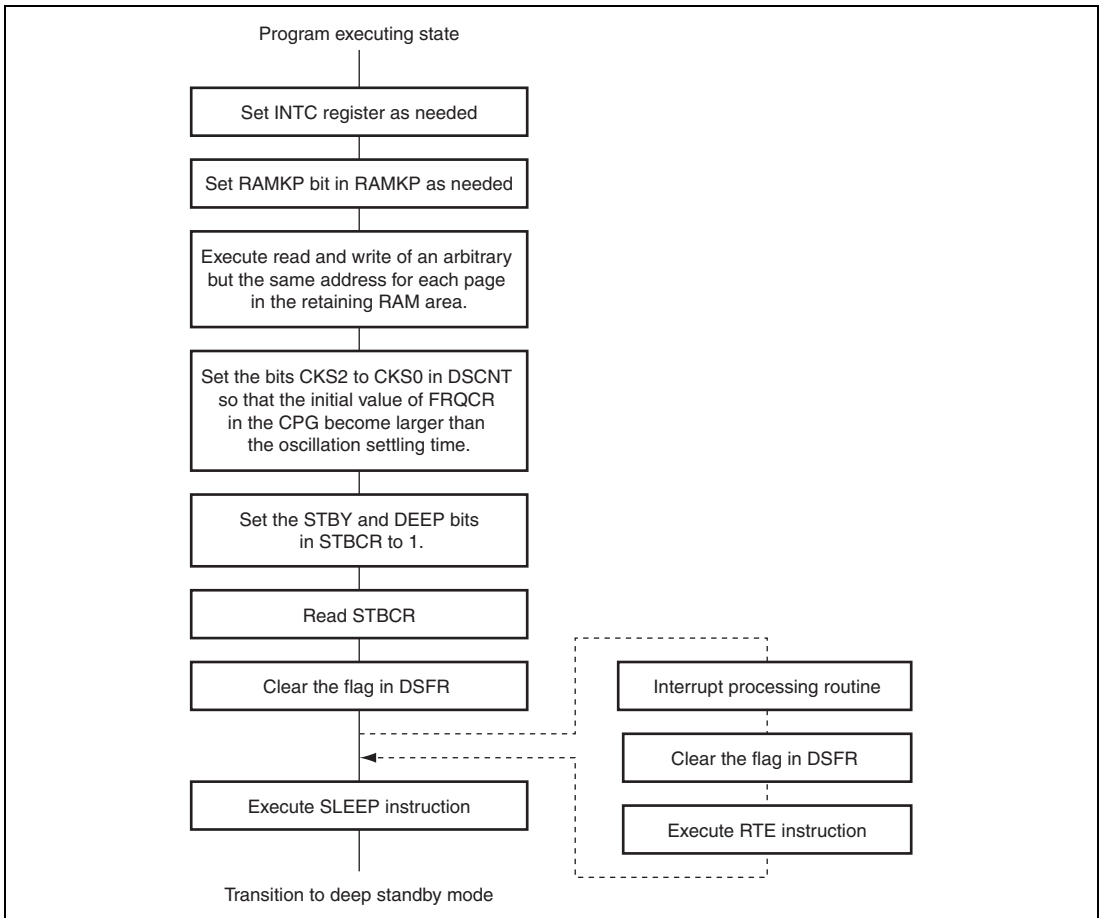 Program executing state
Set INTC register as needed
Set RAMKP bit in RAMKP as needed
Execute read and write of an arbitrary
but the same address for each page
in the retaining RAM area.
Set the bits CKS2 to CKS0 in DSCNT
so that the initial value of FRQCR
in the CPG become larger than
the oscillation settling time.
Set the STBY and DEEP bits
in STBCR to 1.
Read STBCR
Clear the flag in DSFR
Interrupt processing routine
Clear the flag in DSFR
Execute RTE instruction
Execute SLEEP instruction
Transition to deep standby mode